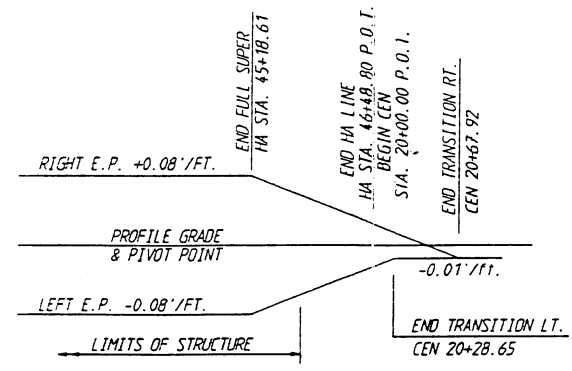 END FULL SUPER
HA STA. 45+18.61
END HA LINE
HA STA. 46+48.80 P.O.T.
BEGIN CEN
STA. 20+00.00 P.O.I.
END TRANSITION RT.
CEN 20+67.92
RIGHT E.P. +0.08'/FT.
PROFILE GRADE
& PIVOT POINT
-0.01'/ft.
LEFT E.P. -0.08'/FT.
LIMITS OF STRUCTURE
END TRANSITION LT.
CEN 20+28.65